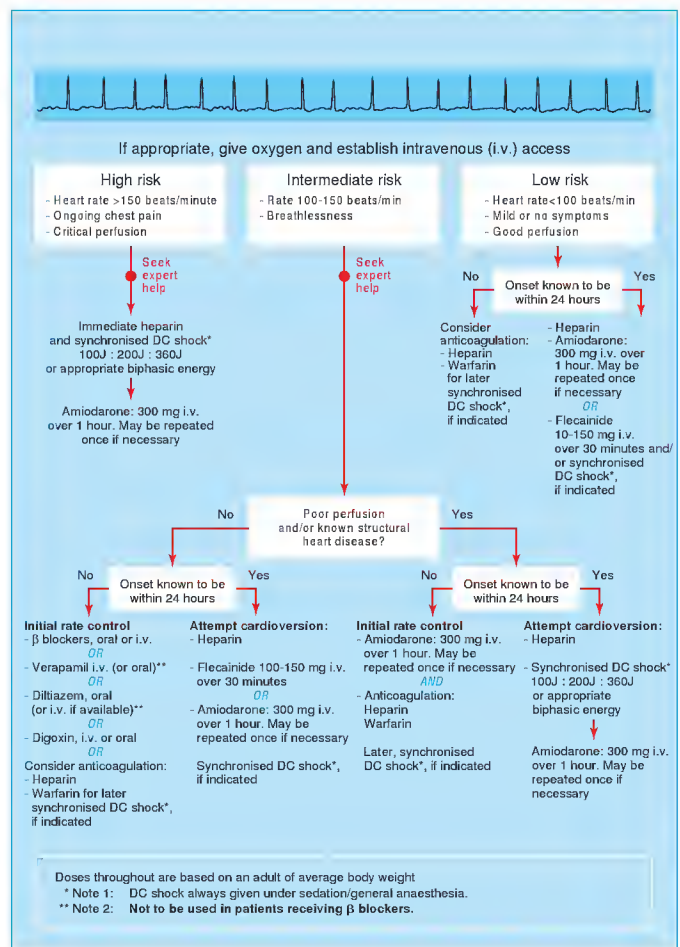 If appropriate, give oxygen and establish intravenous (i.v.) access
High risk
- Heart rate >150 beats/minute
- Ongoing chest pain
- Critical perfusion
Intermediate risk
- Rate 100-150 beats/min
- Breathlessness
Low risk
- Heart rate<100 beats/min
- Mild or no symptoms
- Good perfusion
Seek
expert
help
Seek
expert
help
No
Onset known to be
within 24 hours
Yes
Immediate heparin
and synchronised DC shock*
100J : 200J : 360J
or appropriate biphasic energy
Amiodarone: 300 mg i.v.
over 1 hour. May be repeated
once if necessary
Consider
anticoagulation:
- Heparin
- Warfarin
for later
synchronised
DC shock*,
if indicated
- Heparin
- Amiodarone:
300 mg i.v. over
1 hour. May be
repeated once
if necessary
OR
- Flecainide
10-150 mg i.v.
over 30 minutes and/
or synchronised
DC shock*,
if indicated
No
Poor perfusion
and/or known structural
heart disease?
Yes
No
Onset known to be
within 24 hours
Yes
No
Onset known to be
within 24 hours
Yes
Initial rate control
- β blockers, oral or i.v.
OR
- Verapamil i.v. (or oral)**
OR
- Diltiazem, oral
(or i.v. if available)**
OR
- Digoxin, i.v. or oral
OR
Consider anticoagulation:
- Heparin
- Warfarin for later
synchronised DC shock*,
if indicated
Attempt cardioversion:
- Heparin
- Flecainide 100-150 mg i.v.
over 30 minutes
OR
- Amiodarone: 300 mg i.v.
over 1 hour. May be
repeated once if necessary
Synchronised DC shock*,
if indicated
Initial rate control
- Amiodarone: 300 mg i.v.
over 1 hour. May be
repeated once if necessary
AND
- Anticoagulation:
Heparin
Warfarin
Later, synchronised
DC shock*, if indicated
Attempt cardioversion:
- Heparin
- Synchronised DC shock*
100J : 200J : 360J
or appropriate
biphasic energy
Amiodarone: 300 mg i.v.
over 1 hour. May be
repeated once if
necessary
Doses throughout are based on an adult of average body weight
* Note 1: DC shock always given under sedation/general anaesthesia.
** Note 2: Not to be used in patients receiving β blockers.